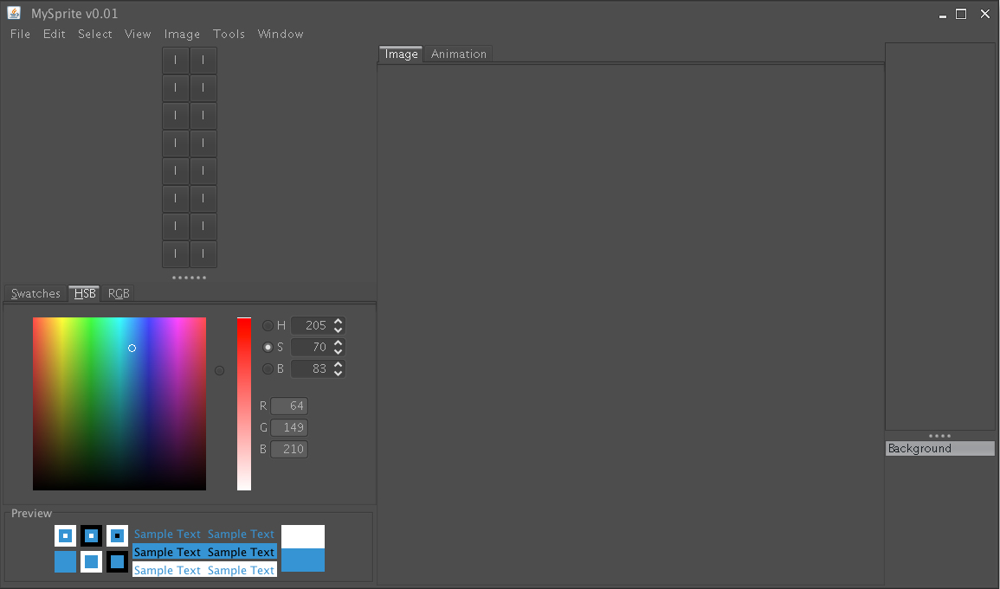 MySprite v0.01
File Edit Select View Image Tools Window
Image Animation
I I
I I
I I
I I
I I
I I
I I
I I
Swatches HSB RGB
H 205
S 70
B 83
R 64
G 149
B 210
Background
Preview
Sample Text Sample Text
Sample Text Sample Text
Sample Text Sample Text